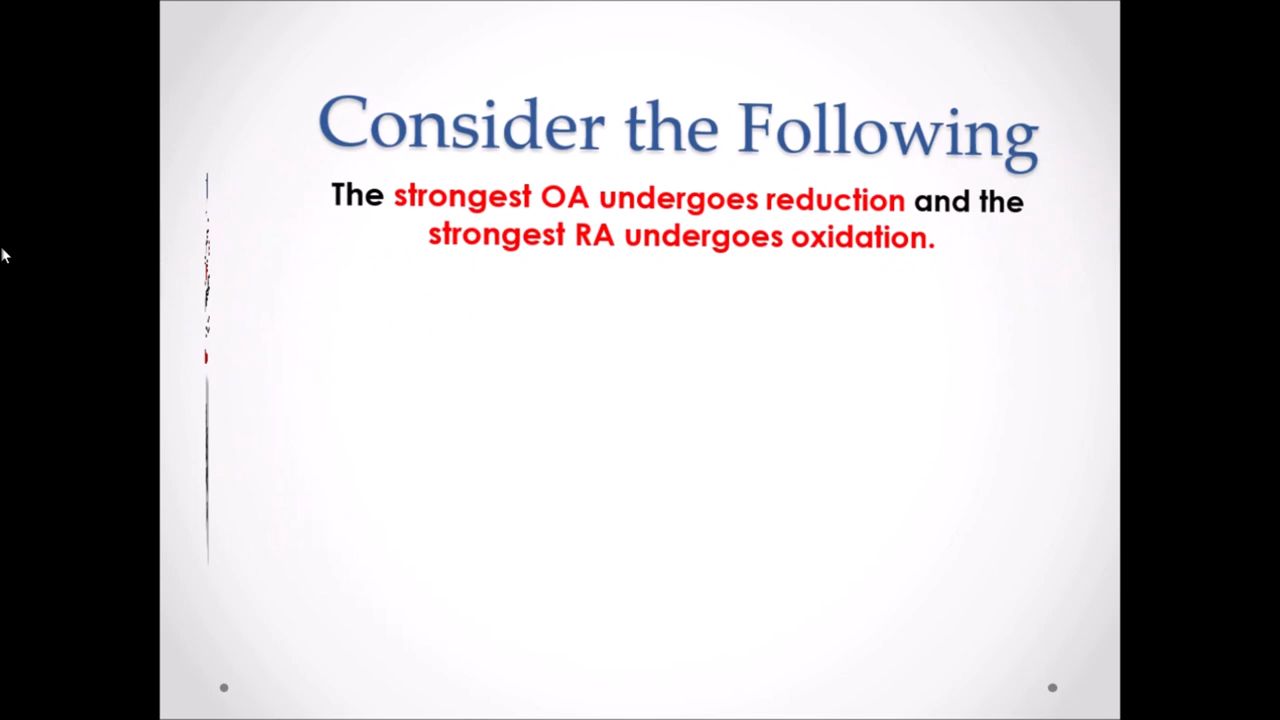 Consider the Following
The strongest OA undergoes reduction and the
strongest RA undergoes oxidation.